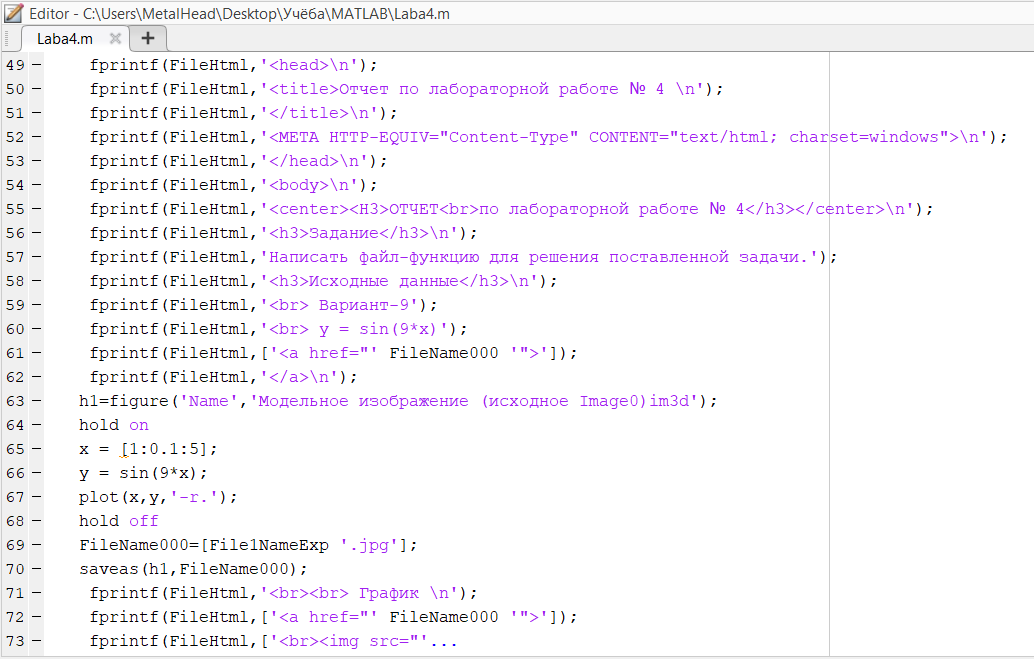 Editor - C:\Users\MetalHead\Desktop\Учёба\MATLAB\Laba4.m
Laba4.m × +
49 – fprintf(FileHtml,'<head>\n');
50 – fprintf(FileHtml,'<title>Отчет по лабораторной работе № 4 \n');
51 – fprintf(FileHtml,'</title>\n');
52 – fprintf(FileHtml,'<META HTTP-EQUIV="Content-Type" CONTENT="text/html; charset=windows">\n');
53 – fprintf(FileHtml,'</head>\n');
54 – fprintf(FileHtml,'<body>\n');
55 – fprintf(FileHtml,'<center><H3>ОТЧЕТ<br>по лабораторной работе № 4</h3></center>\n');
56 – fprintf(FileHtml,'<h3>Задание</h3>\n');
57 – fprintf(FileHtml,'Написать файл-функцию для решения поставленной задачи.');
58 – fprintf(FileHtml,'<h3>Исходные данные</h3>\n');
59 – fprintf(FileHtml,'<br> Вариант-9');
60 – fprintf(FileHtml,'<br> y = sin(9*x)');
61 – fprintf(FileHtml,['<a href="' FileName000 '">']);
62 – fprintf(FileHtml,'</a>\n');
63 – h1=figure('Name','Модельное изображение (исходное Image0)im3d');
64 – hold on
65 – x = [1:0.1:5];
66 – y = sin(9*x);
67 – plot(x,y,'-r.');
68 – hold off
69 – FileName000=[File1NameExp '.jpg'];
70 – saveas(h1,FileName000);
71 – fprintf(FileHtml,'<br><br> График \n');
72 – fprintf(FileHtml,['<a href="' FileName000 '">']);
73 – fprintf(FileHtml,['<br><img src="'...